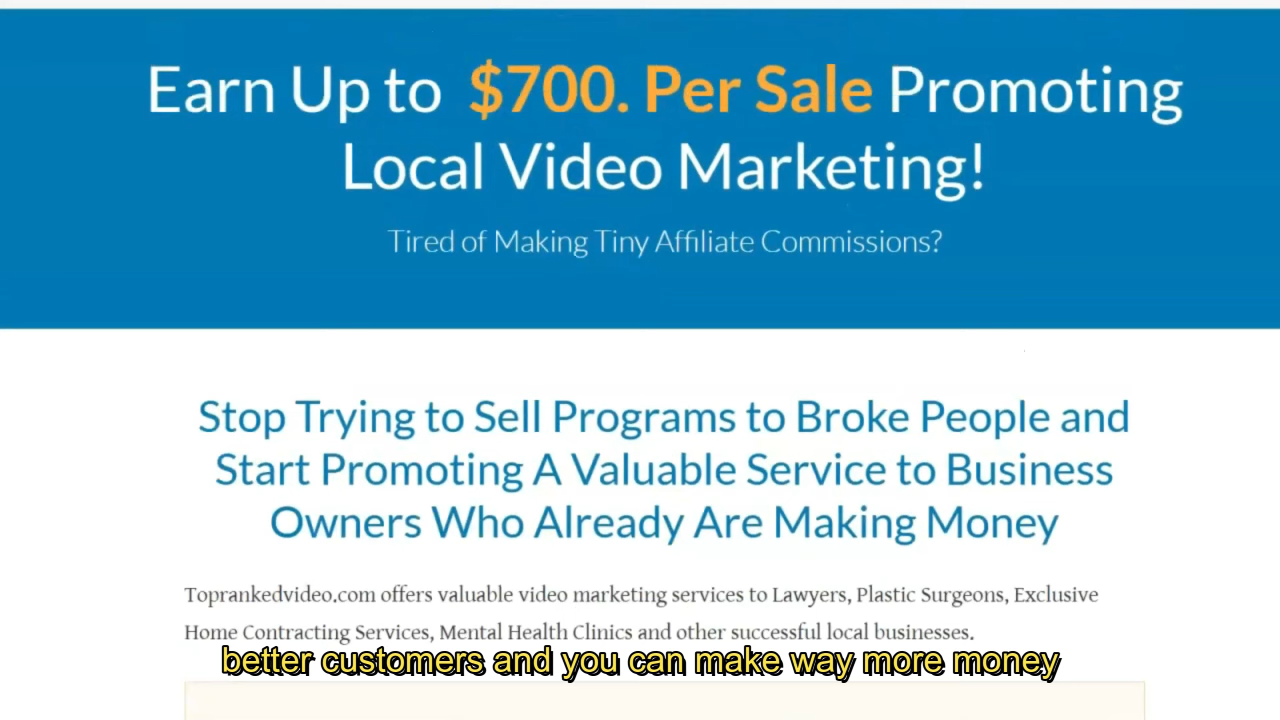 Earn Up to $700. Per Sale Promoting
Local Video Marketing!
Tired of Making Tiny Affiliate Commissions?
Stop Trying to Sell Programs to Broke People and
Start Promoting A Valuable Service to Business
Owners Who Already Are Making Money
Toprankedvideo.com offers valuable video marketing services to Lawyers, Plastic Surgeons, Exclusive
Home Contracting Services, Mental Health Clinics and other successful local businesses.
better customers and you can make way more money